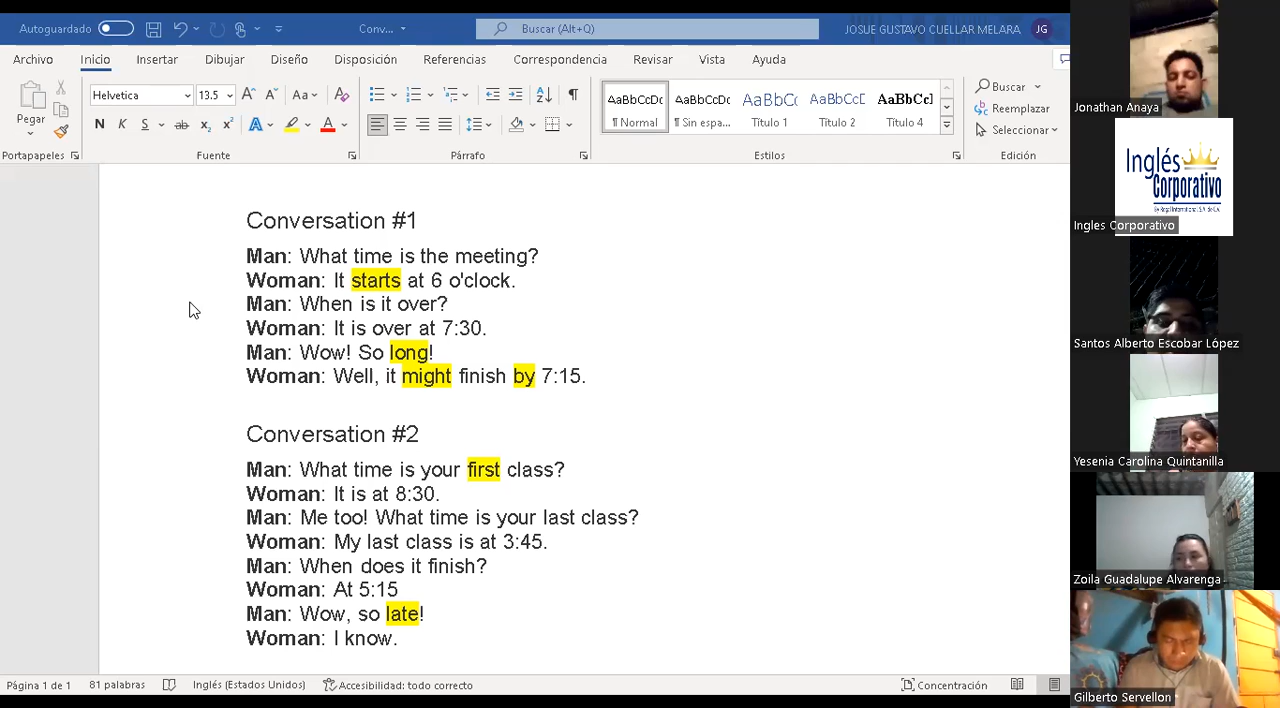 Autoguardado
Conv...
Buscar (Alt+Q)
JOSUE GUSTAVO CUELLAR MELARA JG
Archivo Inicio Insertar Dibujar Diseño Disposición Referencias Correspondencia Revisar Vista Ayuda
Pegar
Helvetica 13.5
N K S ab x₂ x²
Portapapeles
Fuente
Párrafo
AaBbCcDc
¶ Normal
AaBbCcDc
¶ Sin espa...
AaBbC(
Título 1
AaBbCcD
Título 2
AaBbCcl
Título 4
Estilos
Buscar
Reemplazar
Seleccionar
Edición
Conversation #1
Man: What time is the meeting?
Woman: It starts at 6 o'clock.
Man: When is it over?
Woman: It is over at 7:30.
Man: Wow! So long!
Woman: Well, it might finish by 7:15.
Conversation #2
Man: What time is your first class?
Woman: It is at 8:30.
Man: Me too! What time is your last class?
Woman: My last class is at 3:45.
Man: When does it finish?
Woman: At 5:15
Man: Wow, so late!
Woman: I know.
Página 1 de 1 81 palabras Inglés (Estados Unidos) Accesibilidad: todo correcto Concentración
Jonathan Anaya
Inglés
Corporativo
Ingles Corporativo
Santos Alberto Escobar López
Yesenia Carolina Quintanilla
Zoila Guadalupe Alvarenga
Gilberto Servellon